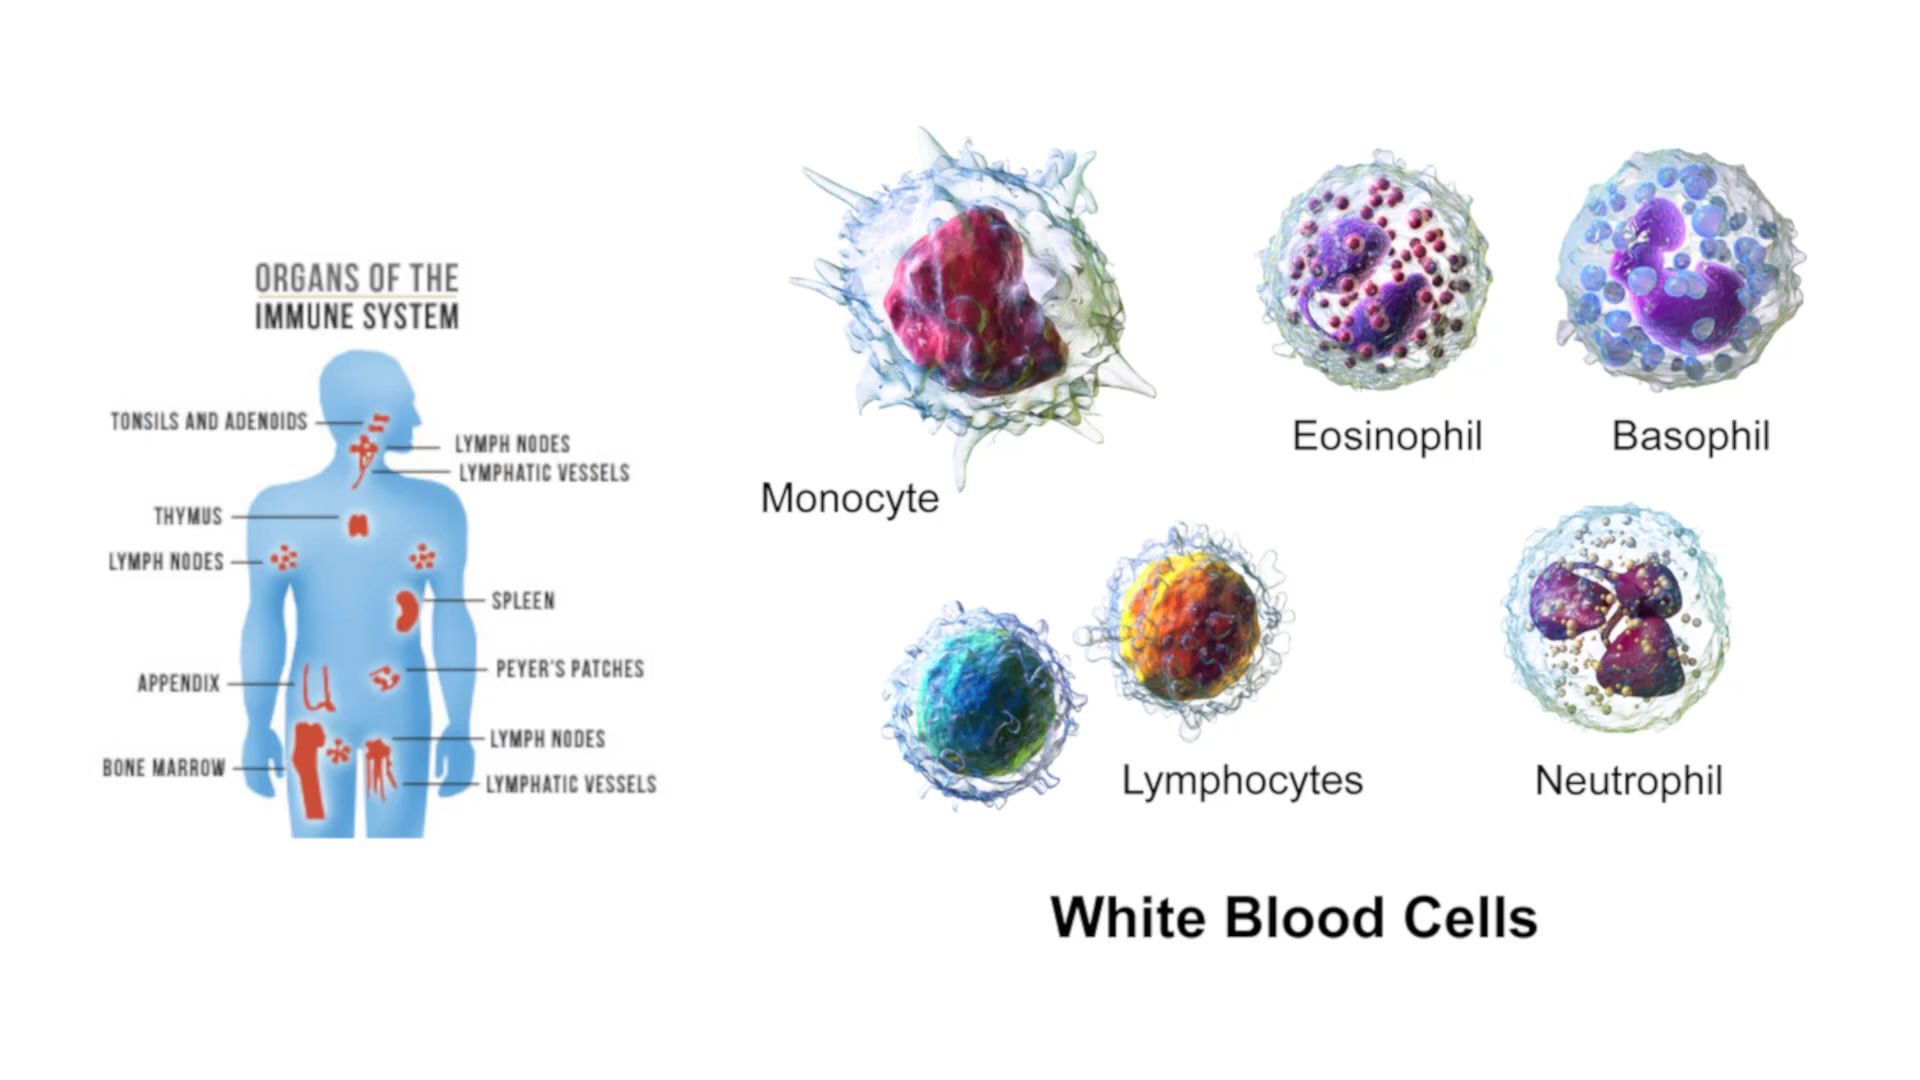 ORGANS OF THE
IMMUNE SYSTEM
TONSILS AND ADENOIDS
LYMPH NODES
LYMPHATIC VESSELS
THYMUS
LYMPH NODES
SPLEEN
PEYER'S PATCHES
APPENDIX
LYMPH NODES
BONE MARROW
LYMPHATIC VESSELS
Monocyte
Eosinophil
Basophil
Lymphocytes
Neutrophil
White Blood Cells